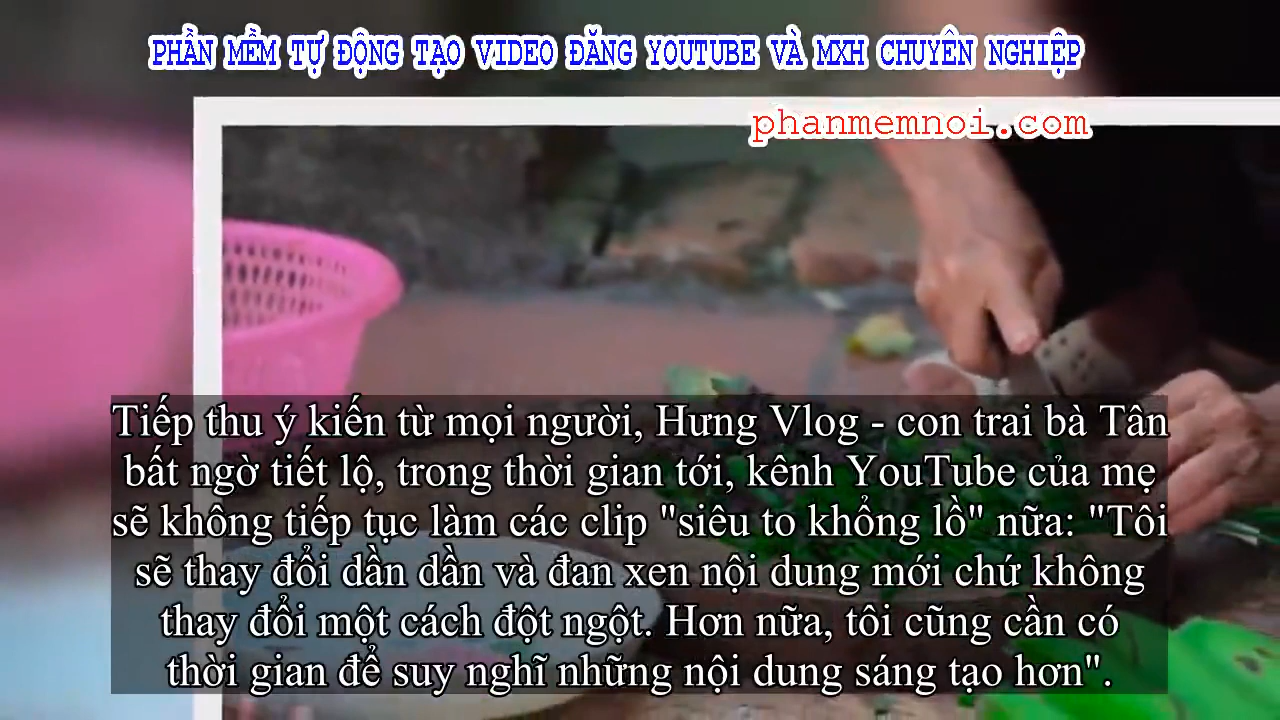 PHẦN MỀM TỰ ĐỘNG TẠO VIDEO ĐĂNG YOUTUBE VÀ MXH CHUYÊN NGHIỆP
phanmemnoi.com
Tiếp thu ý kiến từ mọi người, Hưng Vlog - con trai bà Tân
bất ngờ tiết lộ, trong thời gian tới, kênh YouTube của mẹ
sẽ không tiếp tục làm các clip "siêu to khổng lồ" nữa: "Tôi
sẽ thay đổi dần dần và đan xen nội dung mới chứ không
thay đổi một cách đột ngột. Hơn nữa, tôi cũng cần có
thời gian để suy nghĩ những nội dung sáng tạo hơn".